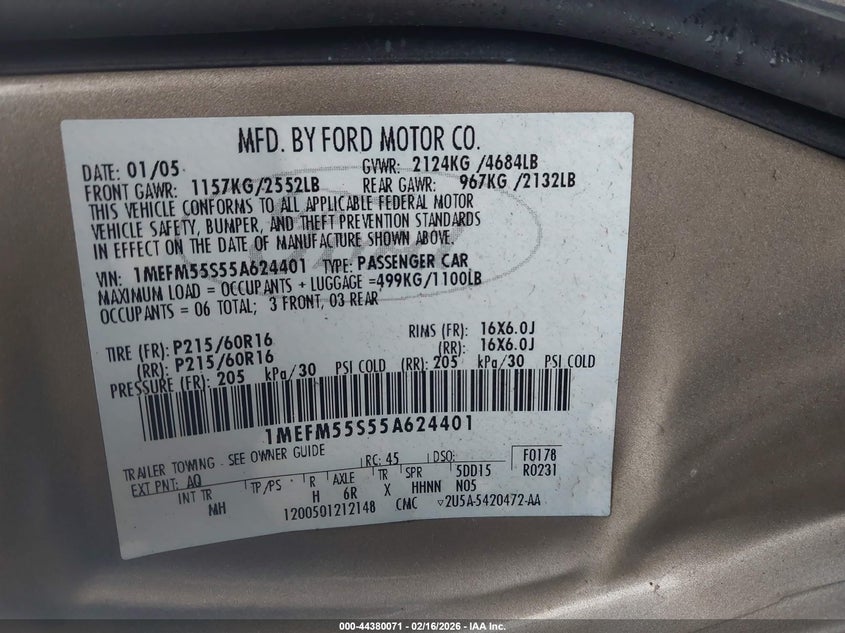 MFD. BY FORD MOTOR CO.
DATE: 01/05 GVWR: 2124KG /4684LB
FRONT GAWR: 1157KG/2552LB REAR GAWR: 967KG /2132LB
THIS VEHICLE CONFORMS TO ALL APPLICABLE FEDERAL MOTOR
VEHICLE SAFETY, BUMPER, AND THEFT PREVENTION STANDARDS
IN EFFECT ON THE DATE OF MANUFACTURE SHOWN ABOVE.
VIN: 1MEFM55S55A624401 TYPE: PASSENGER CAR
MAXIMUM LOAD = OCCUPANTS + LUGGAGE =499KG/1100LB
OCCUPANTS = 06 TOTAL; 3 FRONT, 03 REAR
TIRE (FR): P215/60R16 RIMS (FR): 16X6.0J
(RR): P215/60R16 (RR): 16X6.0J
PRESSURE (FR): 205 kPa/30 PSI COLD (RR): 205 kPa/30 PSI COLD
1MEFM55S55A624401
TRAILER TOWING - SEE OWNER GUIDE RC: 45 DSO: F0178
EXT PNT: AQ R0231
INT TR TP/PS R AXLE TR SPR 5DD15
MH H 6R X HHNN N05
1200501212148 CMC ▽2U5A-5420472-AA
000-44380071 - 02/16/2026 - IAA Inc.